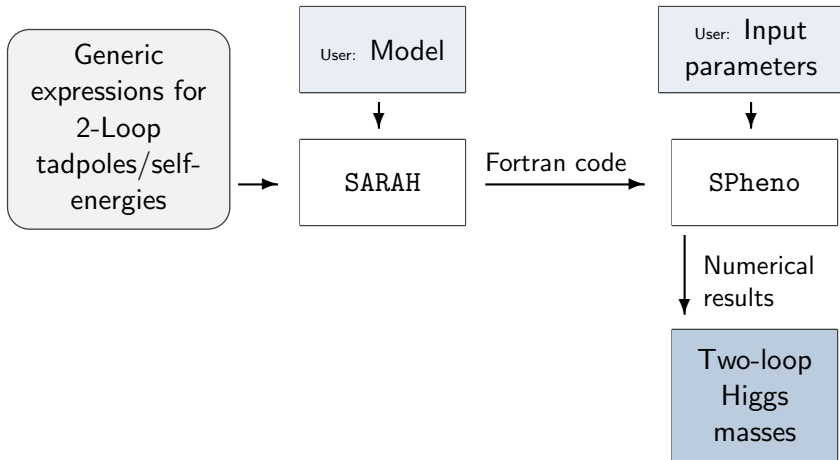 Generic
expressions for
2-Loop
tadpoles/self-
energies
User: Model
User: Input
parameters
SARAH
Fortran code
SPheno
Numerical
results
Two-loop
Higgs
masses